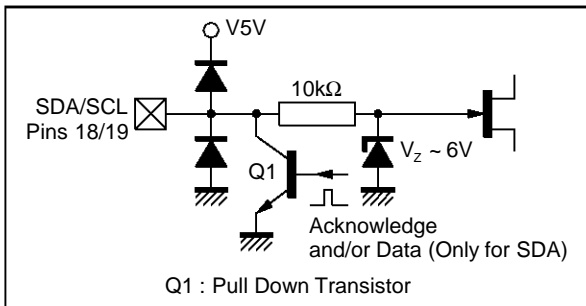 V5V
10kΩ
SDA/SCL
Pins 18/19
Q1
V_Z ~ 6V
Acknowledge
and/or Data (Only for SDA)
Q1 : Pull Down Transistor